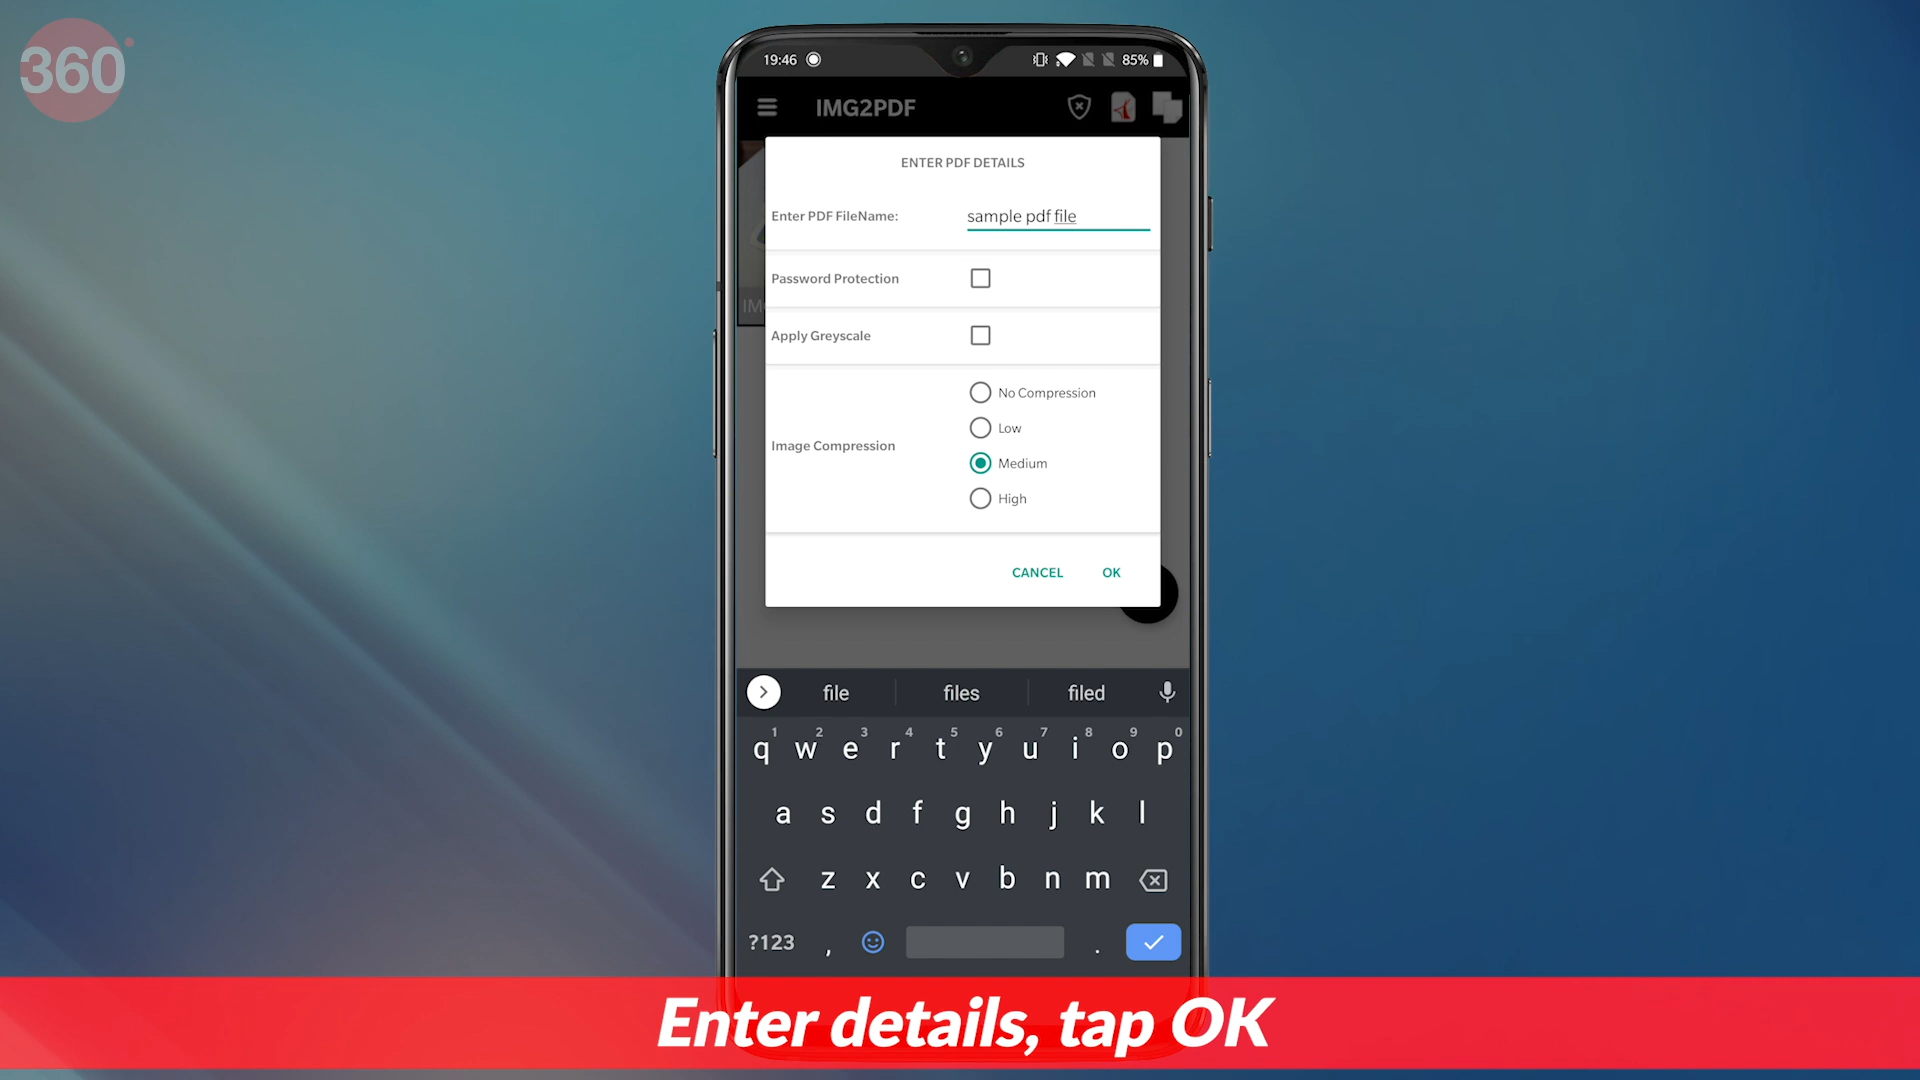 360
19:46
85%
IMG2PDF
ENTER PDF DETAILS
Enter PDF FileName: sample pdf file
Password Protection
Apply Greyscale
Image Compression
No Compression
Low
Medium
High
CANCEL OK
IM
file files filed
1 2 3 4 5 6 7 8 9 0
q w e r t y u i o p
a s d f g h j k l
z x c v b n m
?123 , .
Enter details, tap OK